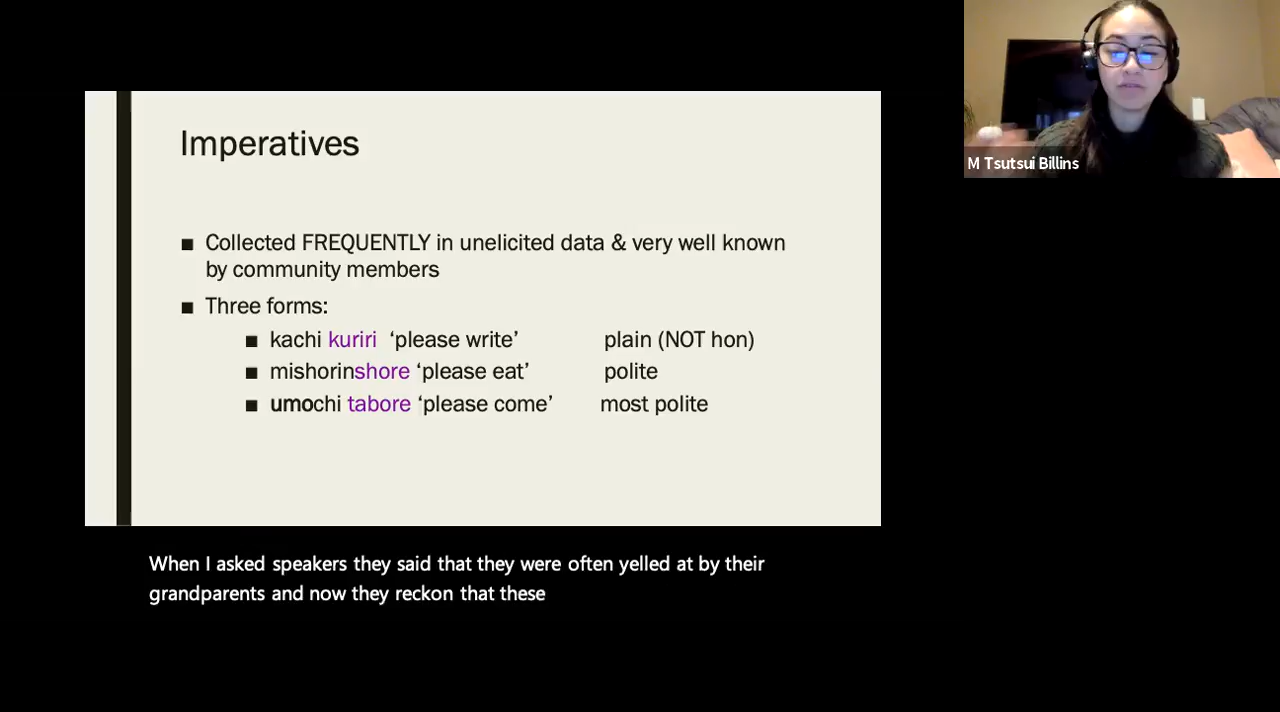 M Tsutsui Billins
Imperatives
■ Collected FREQUENTLY in unelicited data & very well known
by community members
■ Three forms:
■ kachi kuriri ‘please write’ plain (NOT hon)
■ mishorinshore ‘please eat’ polite
■ umochi tabore ‘please come’ most polite
When I asked speakers they said that they were often yelled at by their
grandparents and now they reckon that these